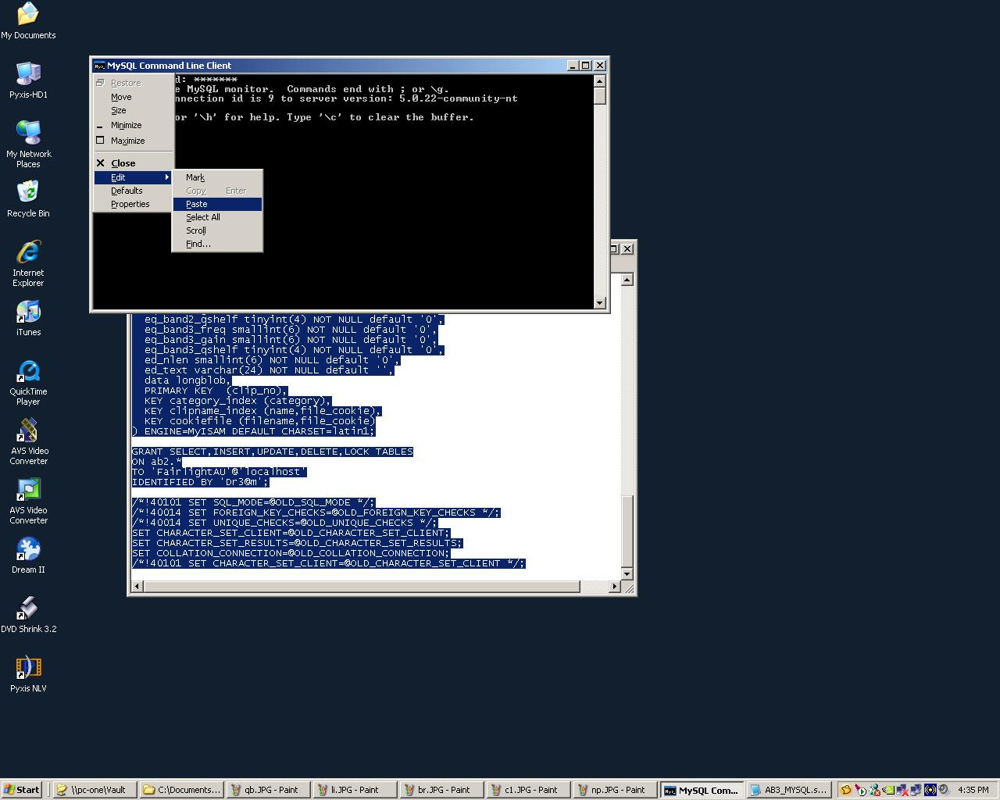 My Documents
Pyxis-HD1
My Network
Places
Recycle Bin
Internet
Explorer
iTunes
QuickTime
Player
AVS Video
Converter
AVS Video
Converter
Dream II
DVD Shrink 3.2
Pyxis NLV
MySQL Command Line Client
d: *******
e MySQL monitor.  Commands end with ; or \g.
nnection id is 9 to server version: 5.0.22-community-nt
or '\h' for help. Type '\c' to clear the buffer.
Restore
Move
Size
Minimize
Maximize
Close
Edit
Defaults
Properties
Mark
Copy Enter
Paste
Select All
Scroll
Find...
eq_band2_qshelf tinyint(4) NOT NULL default '0',
eq_band3_freq smallint(6) NOT NULL default '0',
eq_band3_gain smallint(6) NOT NULL default '0',
eq_band3_qshelf tinyint(4) NOT NULL default '0',
ed_nlen smallint(6) NOT NULL default '0',
ed_text varchar(24) NOT NULL default '',
data longblob,
PRIMARY KEY  (clip_no),
KEY category_index (category),
KEY clipname_index (name,file_cookie),
KEY cookiefile (filename,file_cookie)
) ENGINE=MyISAM DEFAULT CHARSET=latin1;
GRANT SELECT,INSERT,UPDATE,DELETE,LOCK TABLES
ON ab2.*
TO 'FairlightAU'@'localhost'
IDENTIFIED BY 'Dr3@m';
/*!40101 SET SQL_MODE=@OLD_SQL_MODE */;
/*!40014 SET FOREIGN_KEY_CHECKS=@OLD_FOREIGN_KEY_CHECKS */;
/*!40014 SET UNIQUE_CHECKS=@OLD_UNIQUE_CHECKS */;
SET CHARACTER_SET_CLIENT=@OLD_CHARACTER_SET_CLIENT;
SET CHARACTER_SET_RESULTS=@OLD_CHARACTER_SET_RESULTS;
SET COLLATION_CONNECTION=@OLD_COLLATION_CONNECTION;
/*!40101 SET CHARACTER_SET_CLIENT=@OLD_CHARACTER_SET_CLIENT */;
Start
\\pc-one\Vault
C:\Documents...
qb.JPG - Paint
li.JPG - Paint
br.JPG - Paint
c1.JPG - Paint
np.JPG - Paint
MySQL Com...
AB3_MYSQL.s...
4:35 PM